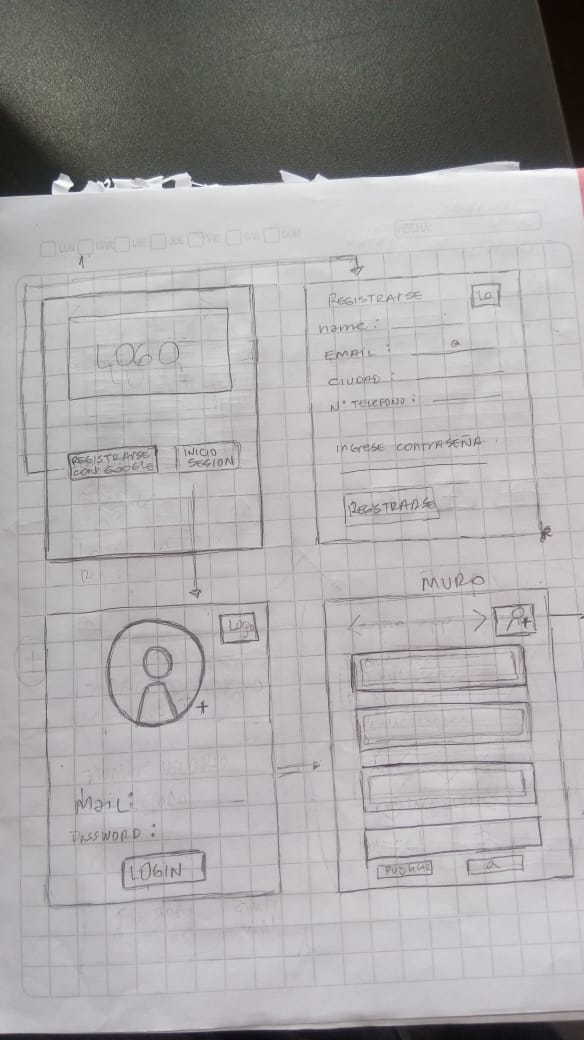 LUN MAR MIE JUE VIE SAB DOM
FECHA:
1
LOGO
REGISTRARSE
CON GOOGLE
INICIO
SESION
REGISTRARSE
Lo
name:
EMAIL: @
CIUDAD:
N° TELEFONO:
INGRESE CONTRASEÑA
REGISTRARSE
Logo
+
MAIL:
PASSWORD:
LOGIN
MURO